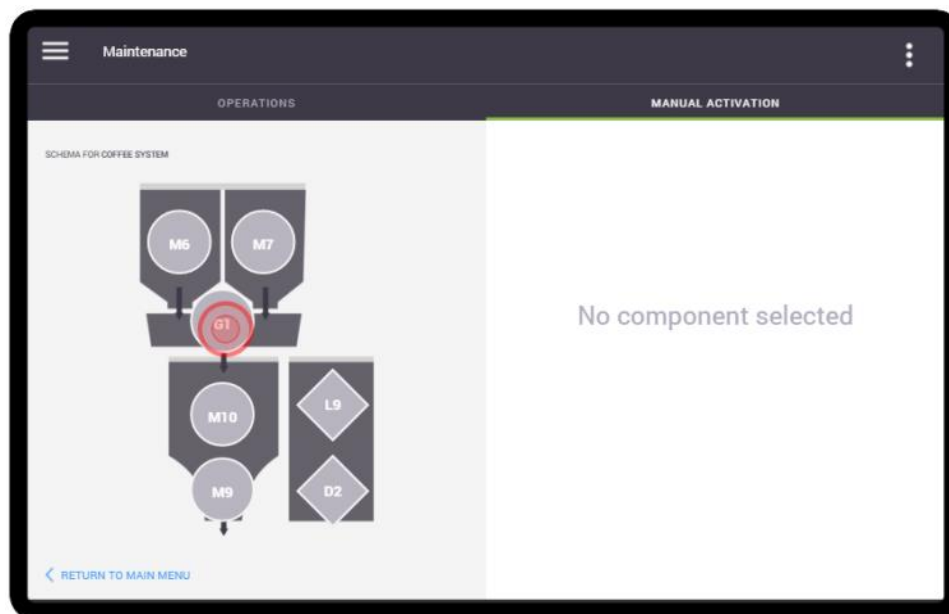 Maintenance
OPERATIONS
MANUAL ACTIVATION
SCHEMA FOR COFFEE SYSTEM
M6
M7
G1
No component selected
M10
L9
M9
D2
RETURN TO MAIN MENU